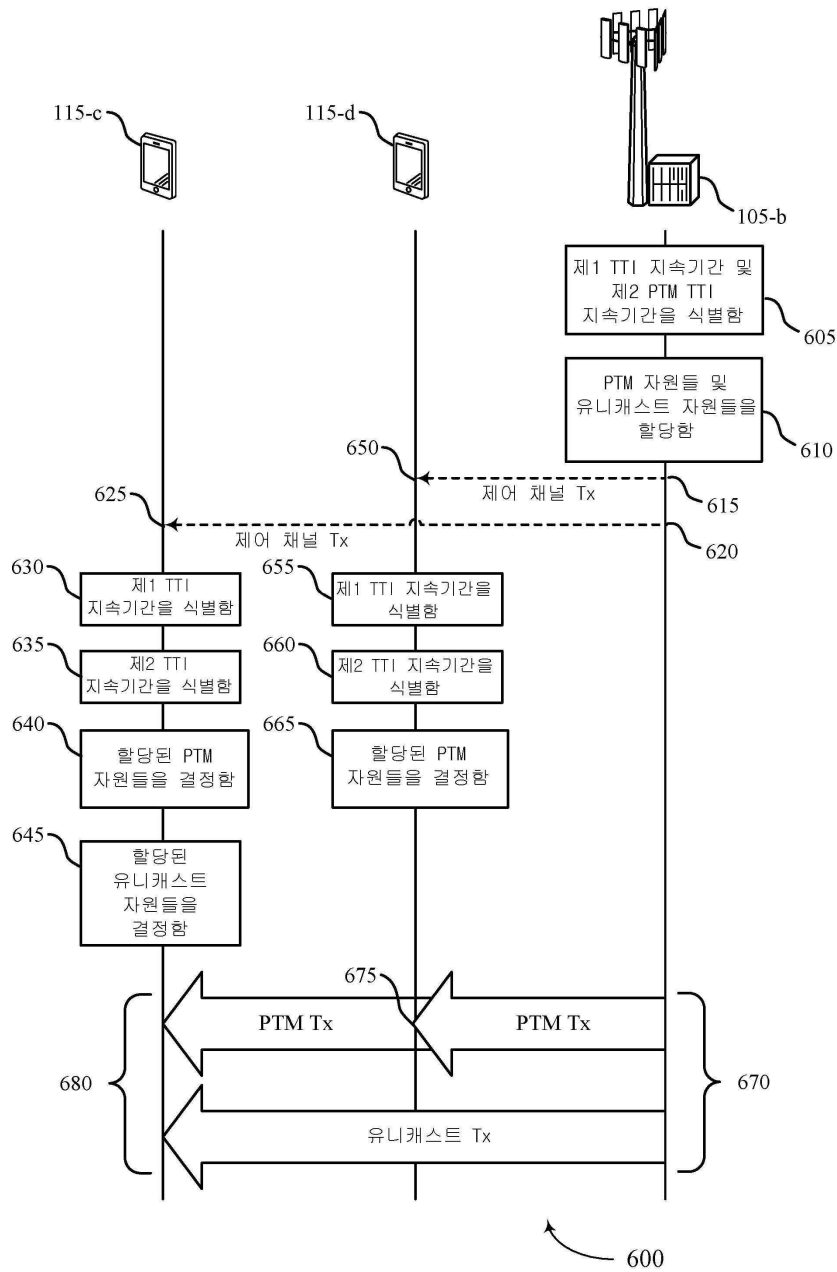 115-c
115-d
105-b
제1 TTI 지속기간 및
제2 PTM TTI
지속기간을 식별함
605
PTM 자원들 및
유니캐스트 자원들을
할당함
610
650
제어 채널 Tx
615
625
제어 채널 Tx
620
630
제1 TTI
지속기간을 식별함
655
제1 TTI 지속기간을
식별함
635
제2 TTI
지속기간을 식별함
660
제2 TTI 지속기간을
식별함
640
할당된 PTM
자원들을 결정함
665
할당된 PTM
자원들을 결정함
645
할당된
유니캐스트
자원들을
결정함
675
PTM Tx
PTM Tx
680
670
유니캐스트 Tx
600